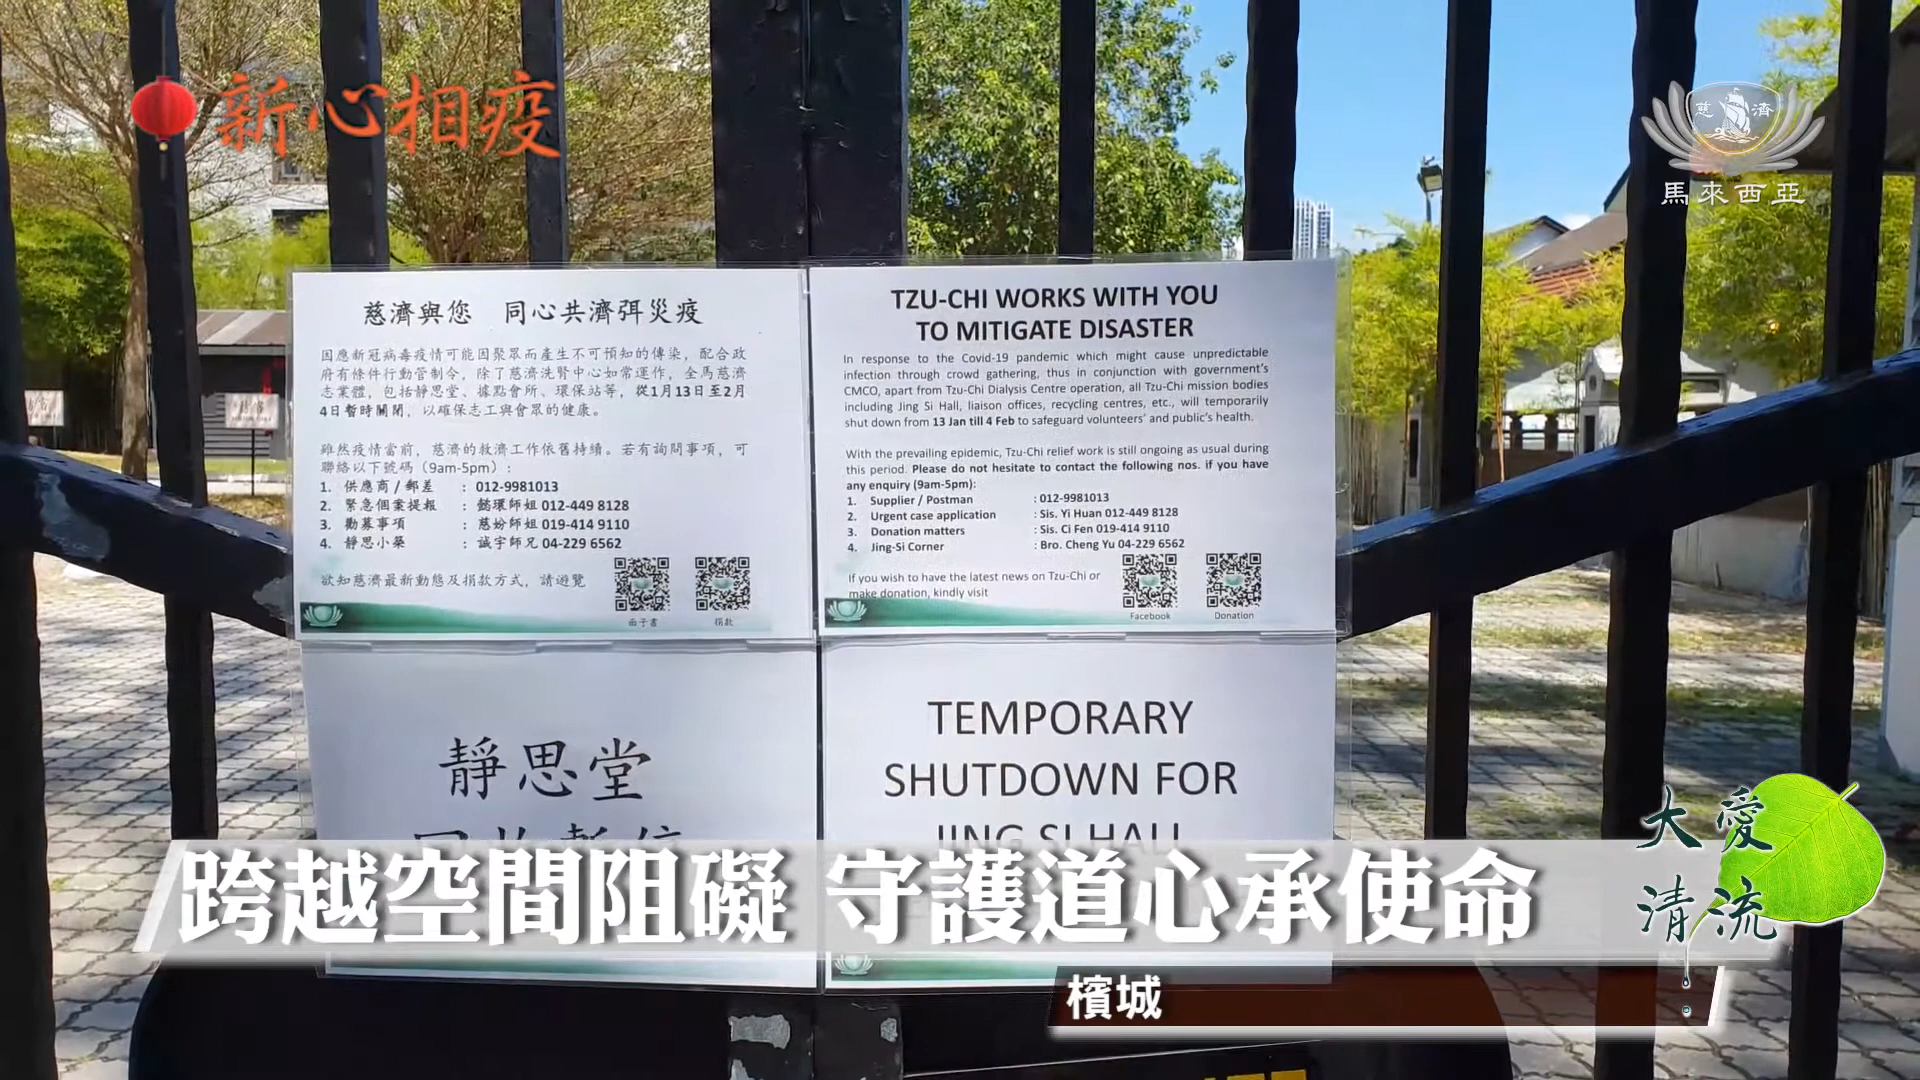 新心相疫
慈濟
馬來西亞
慈濟與您 同心共濟弭災疫
因應新冠病毒疫情可能因聚眾而產生不可預知的傳染，配合政
府有條件行動管制令，除了慈濟洗腎中心如常運作，全馬慈濟
志業體，包括靜思堂、據點會所、環保站等，從1月13日至2月
4日暫時關閉，以確保志工與會眾的健康。
雖然疫情當前，慈濟的救濟工作依舊持續。若有詢問事項，可
聯絡以下號碼（9am-5pm）:
1. 供應商 / 郵差 : 012-9981013
2. 緊急個案提報 : 懿環師姐 012-449 8128
3. 勸募事項 : 慈妢師姐 019-414 9110
4. 靜思小築 : 誠宇師兄 04-229 6562
欲知慈濟最新動態及捐款方式，請遊覽
面子書 捐款
TZU-CHI WORKS WITH YOU
TO MITIGATE DISASTER
In response to the Covid-19 pandemic which might cause unpredictable
infection through crowd gathering, thus in conjunction with government's
CMCO, apart from Tzu-Chi Dialysis Centre operation, all Tzu-Chi mission bodies
including Jing Si Hall, liaison offices, recycling centres, etc., will temporarily
shut down from 13 Jan till 4 Feb to safeguard volunteers' and public's health.
With the prevailing epidemic, Tzu-Chi relief work is still ongoing as usual during
this period. Please do not hesitate to contact the following nos. if you have
any enquiry (9am-5pm):
1. Supplier / Postman : 012-9981013
2. Urgent case application : Sis. Yi Huan 012-449 8128
3. Donation matters : Sis. Ci Fen 019-414 9110
4. Jing-Si Corner : Bro. Cheng Yu 04-229 6562
If you wish to have the latest news on Tzu-Chi or
make donation, kindly visit
Facebook Donation
靜思堂
TEMPORARY
SHUTDOWN FOR
JING SI HALL
跨越空間阻礙 守護道心承使命
檳城
大愛
清流